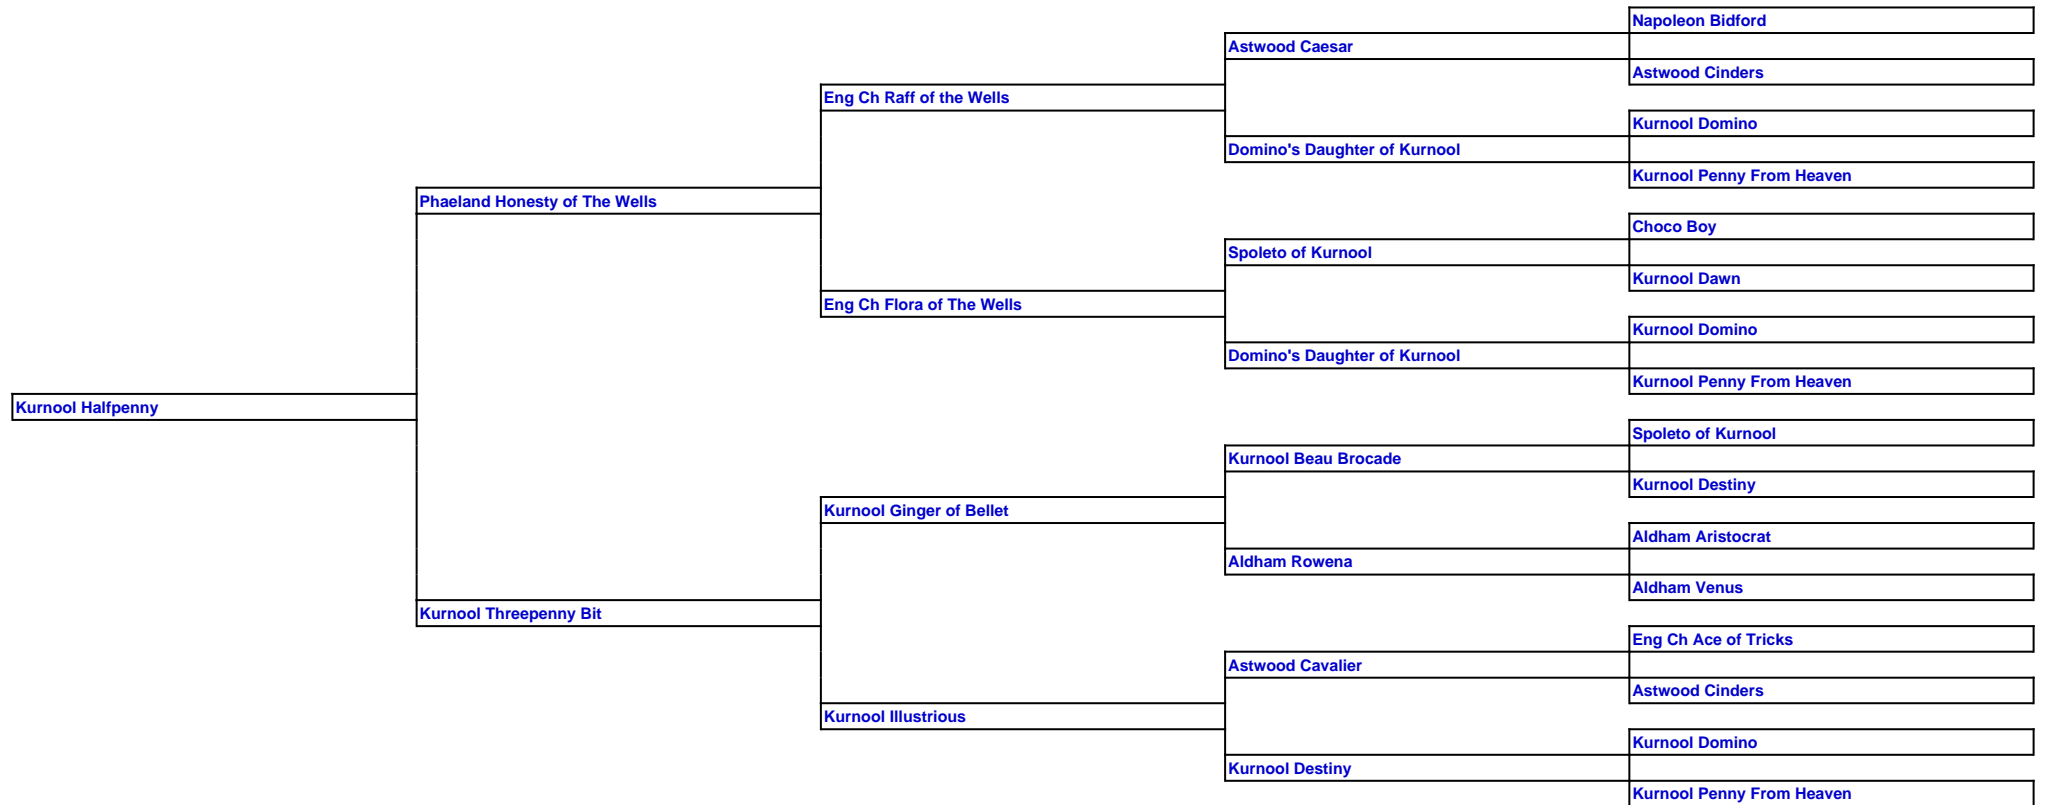 Napoleon Bidford
Astwood Caesar
Astwood Cinders
Eng Ch Raff of the Wells
Kurnool Domino
Domino's Daughter of Kurnool
Kurnool Penny From Heaven
Phaeland Honesty of The Wells
Choco Boy
Spoleto of Kurnool
Kurnool Dawn
Eng Ch Flora of The Wells
Kurnool Domino
Domino's Daughter of Kurnool
Kurnool Penny From Heaven
Kurnool Halfpenny
Spoleto of Kurnool
Kurnool Beau Brocade
Kurnool Destiny
Kurnool Ginger of Bellet
Aldham Aristocrat
Aldham Rowena
Aldham Venus
Kurnool Threepenny Bit
Eng Ch Ace of Tricks
Astwood Cavalier
Astwood Cinders
Kurnool Illustrious
Kurnool Domino
Kurnool Destiny
Kurnool Penny From Heaven